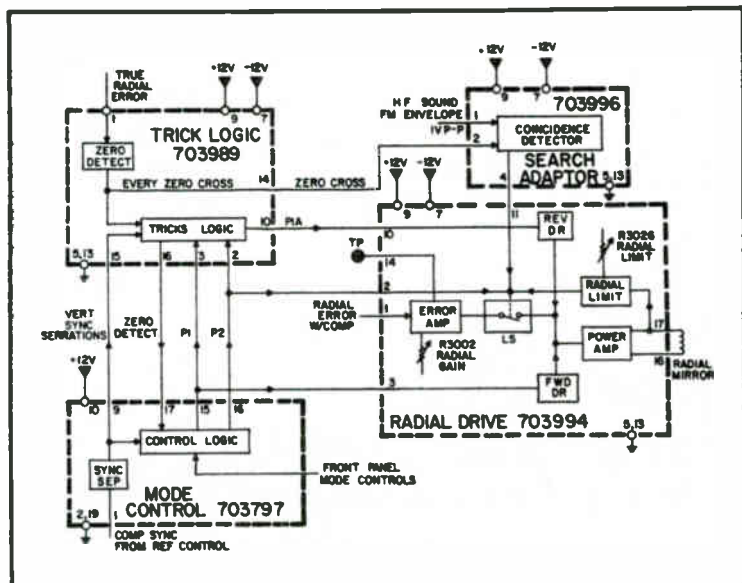 +12V
-12V
TRUE
RADIAL
ERROR
1
9
7
TRICK LOGIC
703989
ZERO
DETECT
EVERY ZERO CROSS
14
ZERO CROSS
TRICKS LOGIC
10
P1A
5,13
15
16
3
2
VERT
SYNC
SERRATIONS
ZERO
DETECT
P1
P2
+12V
10
9
17
15
16
CONTROL LOGIC
SYNC
SEP
MODE
CONTROL 703797
2,19
1
COMP SYNC
FROM REF CONTROL
FRONT PANEL
MODE CONTROLS
+12V
-12V
9
7
703996
HF SOUND
FM ENVELOPE
1
1V P-P
2
COINCIDENCE
DETECTOR
SEARCH
ADAPTOR
4
5,13
+12V
-12V
9
7
11
10
REV
DR
R3026
RADIAL
LIMIT
TP
14
2
RADIAL
LIMIT
RADIAL
ERROR
W/COMP
1
ERROR
AMP
LS
R3002
RADIAL
GAIN
POWER
AMP
17
16
RADIAL
MIRROR
3
FWD
DR
RADIAL DRIVE 703994
5,13